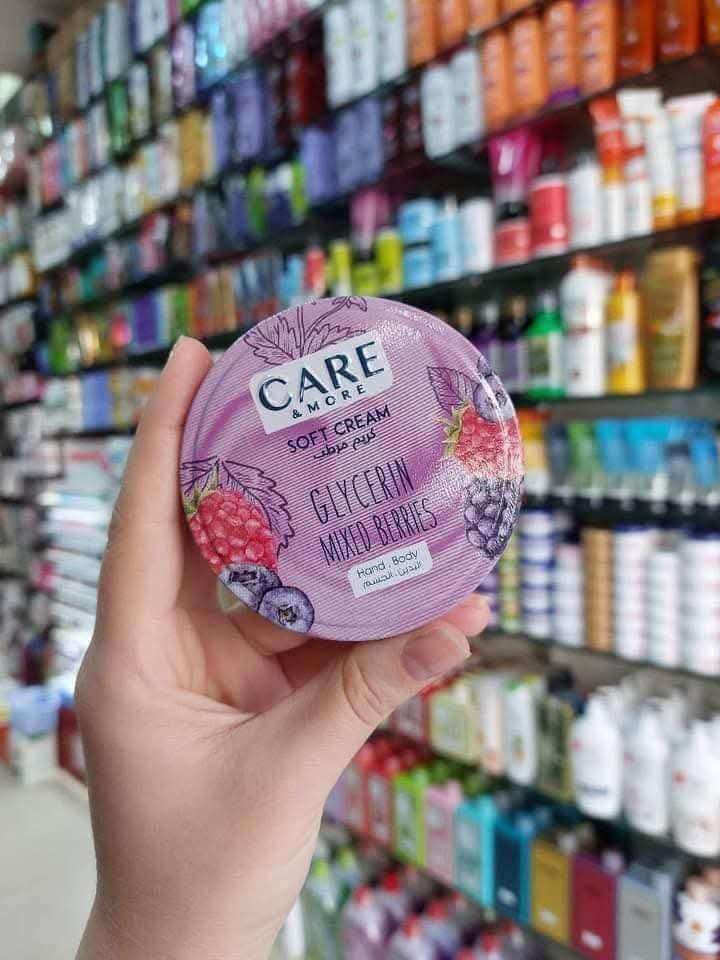 CARE
& MORE
SOFT CREAM
كريم مرطب
GLYCERIN
MIXED BERRIES
Hand . Body
اليدين . الجسم